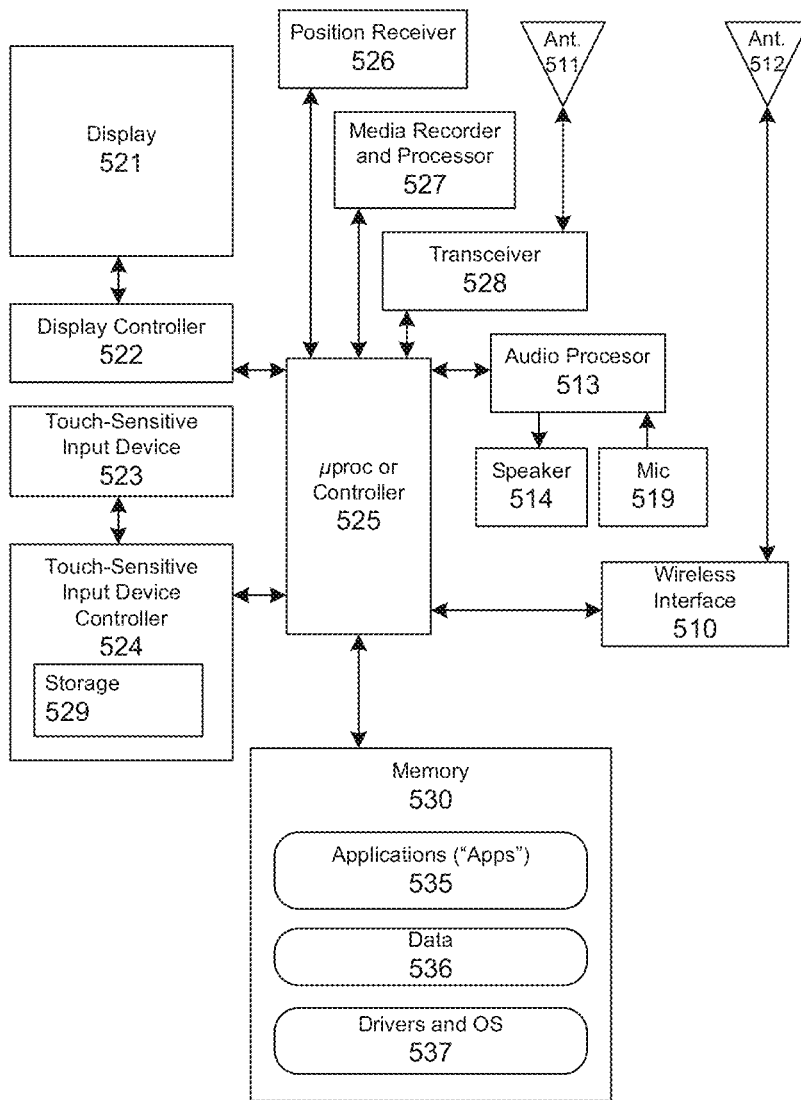 Position Receiver
526
Ant.
511
Ant.
512
Display
521
Media Recorder
and Processor
527
Transceiver
528
Display Controller
522
Audio Procesor
513
Touch-Sensitive
Input Device
523
µproc or
Controller
525
Speaker
514
Mic
519
Touch-Sensitive
Input Device
Controller
524
Storage
529
Wireless
Interface
510
Memory
530
Applications (“Apps”)
535
Data
536
Drivers and OS
537